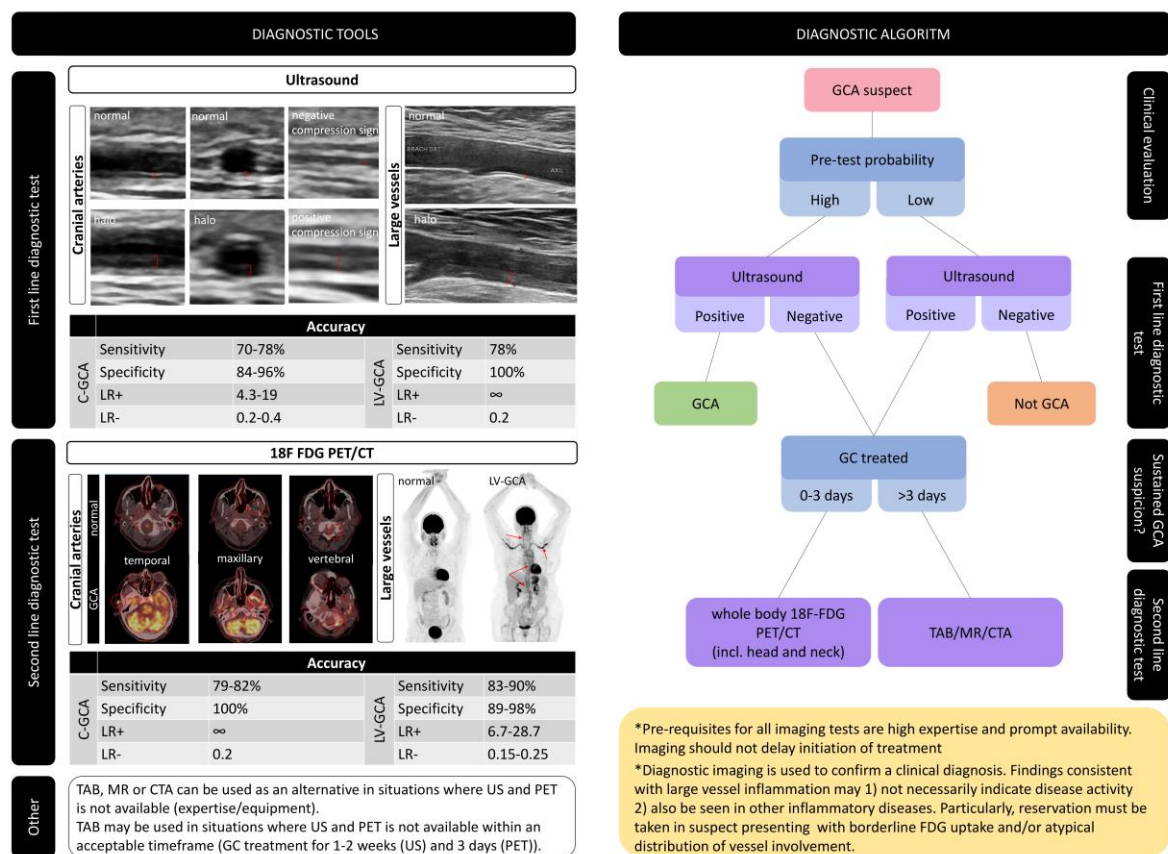 DIAGNOSTIC TOOLS
First line diagnostic test
Ultrasound
Cranial arteries
normal
normal
negative
compression sign
halo
halo
positive
compression sign
Large vessels
normal
BRACH DXT
AXIL
halo
Accuracy
C-GCA
Sensitivity 70-78%
Specificity 84-96%
LR+ 4.3-19
LR- 0.2-0.4
LV-GCA
Sensitivity 78%
Specificity 100%
LR+ ∞
LR- 0.2
Second line diagnostic test
18F FDG PET/CT
Cranial arteries
normal
GCA
temporal
maxillary
vertebral
Large vessels
normal
LV-GCA
Accuracy
C-GCA
Sensitivity 79-82%
Specificity 100%
LR+ ∞
LR- 0.2
LV-GCA
Sensitivity 83-90%
Specificity 89-98%
LR+ 6.7-28.7
LR- 0.15-0.25
Other
TAB, MR or CTA can be used as an alternative in situations where US and PET
is not available (expertise/equipment).
TAB may be used in situations where US and PET is not available within an
acceptable timeframe (GC treatment for 1-2 weeks (US) and 3 days (PET)).
DIAGNOSTIC ALGORITM
Clinical evaluation
GCA suspect
Pre-test probability
High
Low
First line diagnostic
test
Ultrasound
Positive
Negative
Ultrasound
Positive
Negative
GCA
Not GCA
Sustained GCA
suspicion?
GC treated
0-3 days
>3 days
Second line
diagnostic test
whole body 18F-FDG
PET/CT
(incl. head and neck)
TAB/MR/CTA
*Pre-requisites for all imaging tests are high expertise and prompt availability.
Imaging should not delay initiation of treatment
*Diagnostic imaging is used to confirm a clinical diagnosis. Findings consistent
with large vessel inflammation may 1) not necessarily indicate disease activity
2) also be seen in other inflammatory diseases. Particularly, reservation must be
taken in suspect presenting with borderline FDG uptake and/or atypical
distribution of vessel involvement.